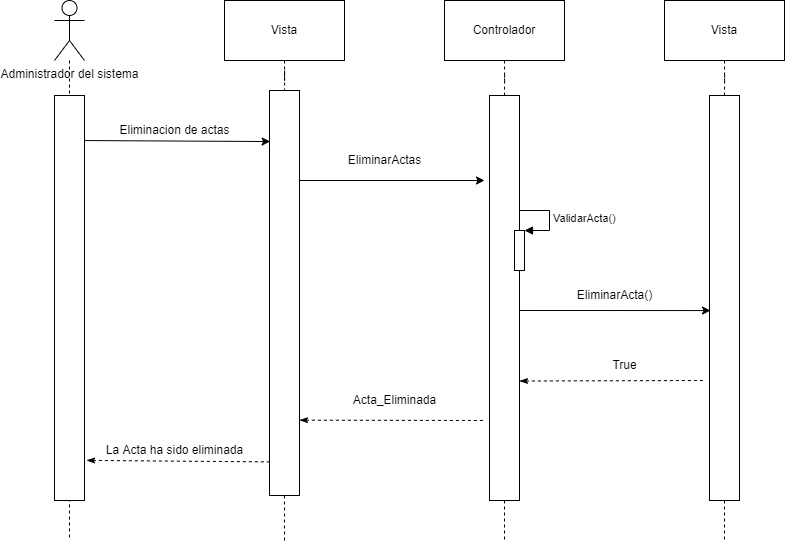 Vista
Controlador
Vista
Administrador del sistema
Eliminacion de actas
EliminarActas
ValidarActa()
EliminarActa()
True
Acta_Eliminada
La Acta ha sido eliminada